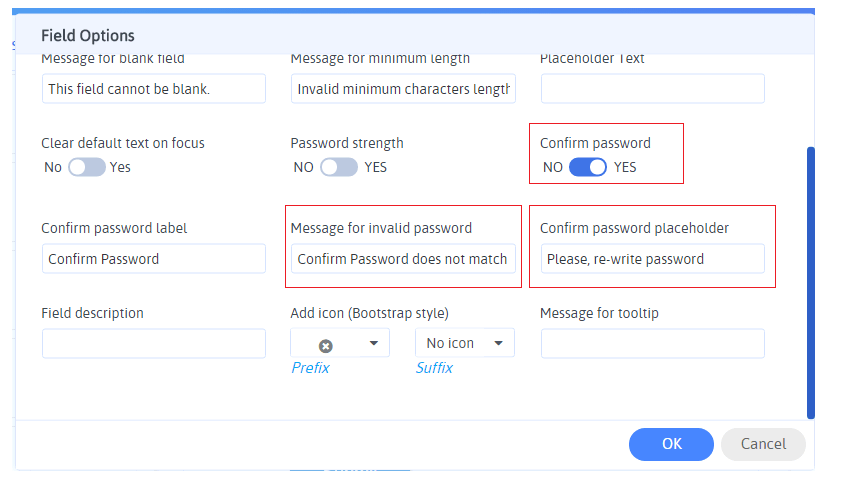 Field Options
Message for blank field
Message for minimum length
Placeholder Text
This field cannot be blank.
Invalid minimum characters length
Clear default text on focus
Password strength
Confirm password
No Yes
NO YES
NO YES
Confirm password label
Message for invalid password
Confirm password placeholder
Confirm Password
Confirm Password does not match
Please, re-write password
Field description
Add icon (Bootstrap style)
Message for tooltip
No icon
Prefix
Suffix
OK
Cancel